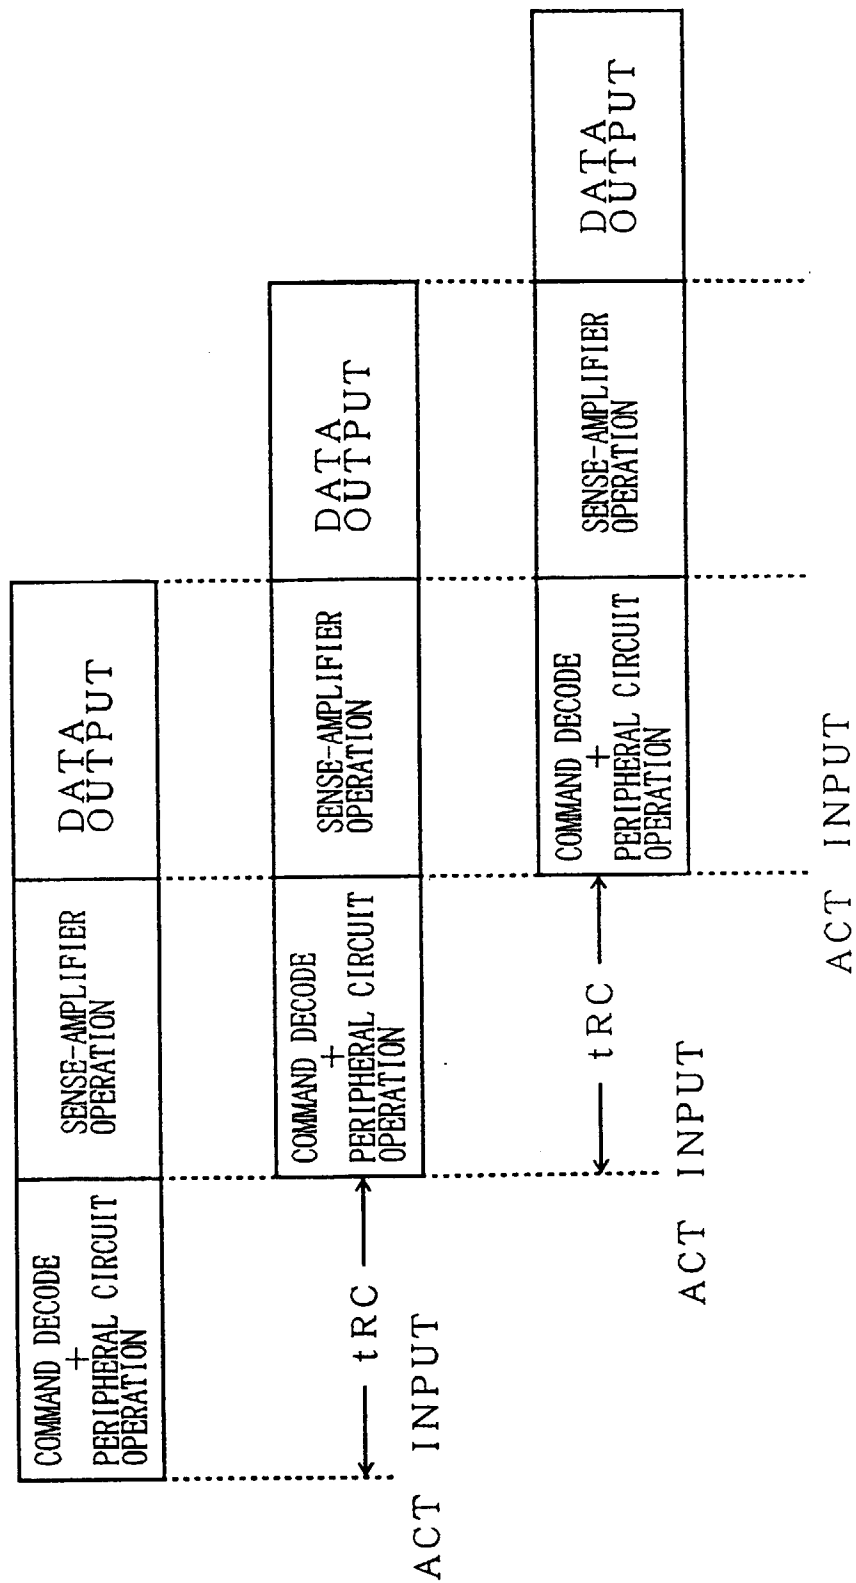 COMMAND DECODE
+
PERIPHERAL CIRCUIT
OPERATION
SENSE-AMPLIFIER
OPERATION
DATA
OUTPUT
tRC
COMMAND DECODE
+
PERIPHERAL CIRCUIT
OPERATION
SENSE-AMPLIFIER
OPERATION
DATA
OUTPUT
ACT INPUT
tRC
COMMAND DECODE
+
PERIPHERAL CIRCUIT
OPERATION
SENSE-AMPLIFIER
OPERATION
DATA
OUTPUT
ACT INPUT
ACT INPUT